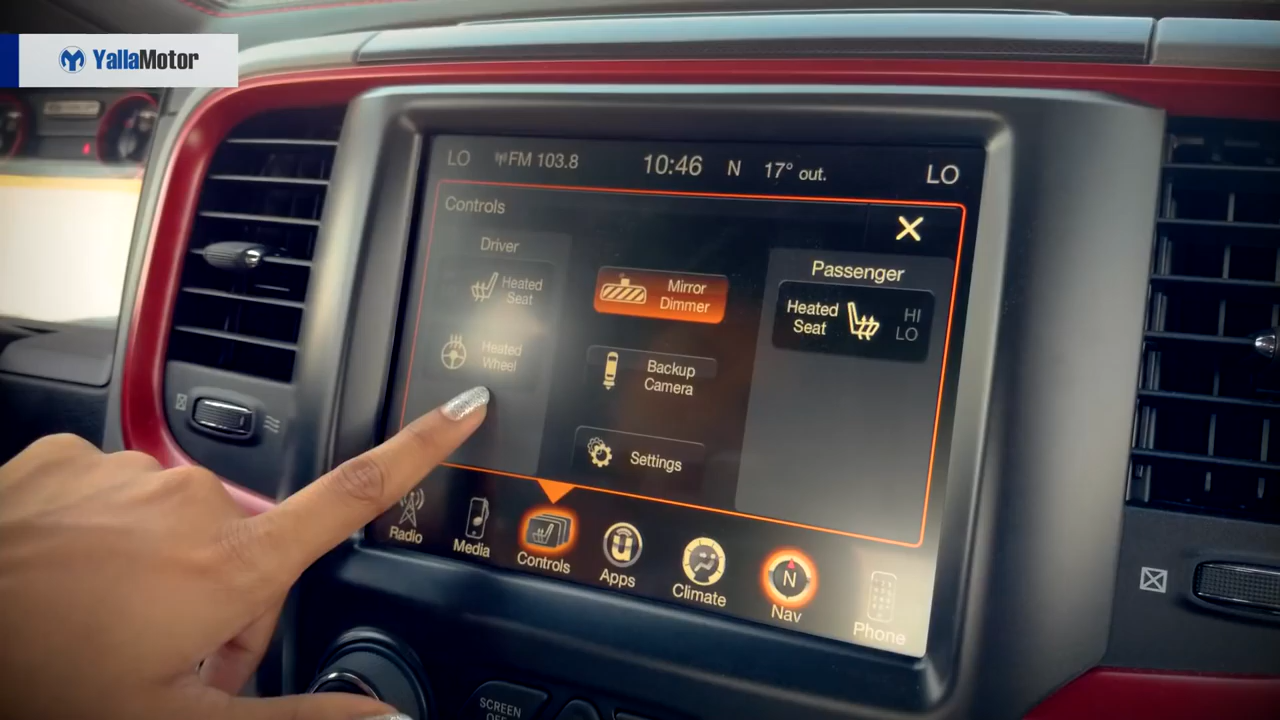 YallaMotor
LO FM 103.8 10:46 N 17° out. LO
Controls
Driver
Heated
Seat
Heated
Wheel
Mirror
Dimmer
Backup
Camera
Settings
Passenger
Heated
Seat
HI
LO
Radio
Media
Controls
Apps
Climate
N
Nav
Phone
SCREEN
OFF